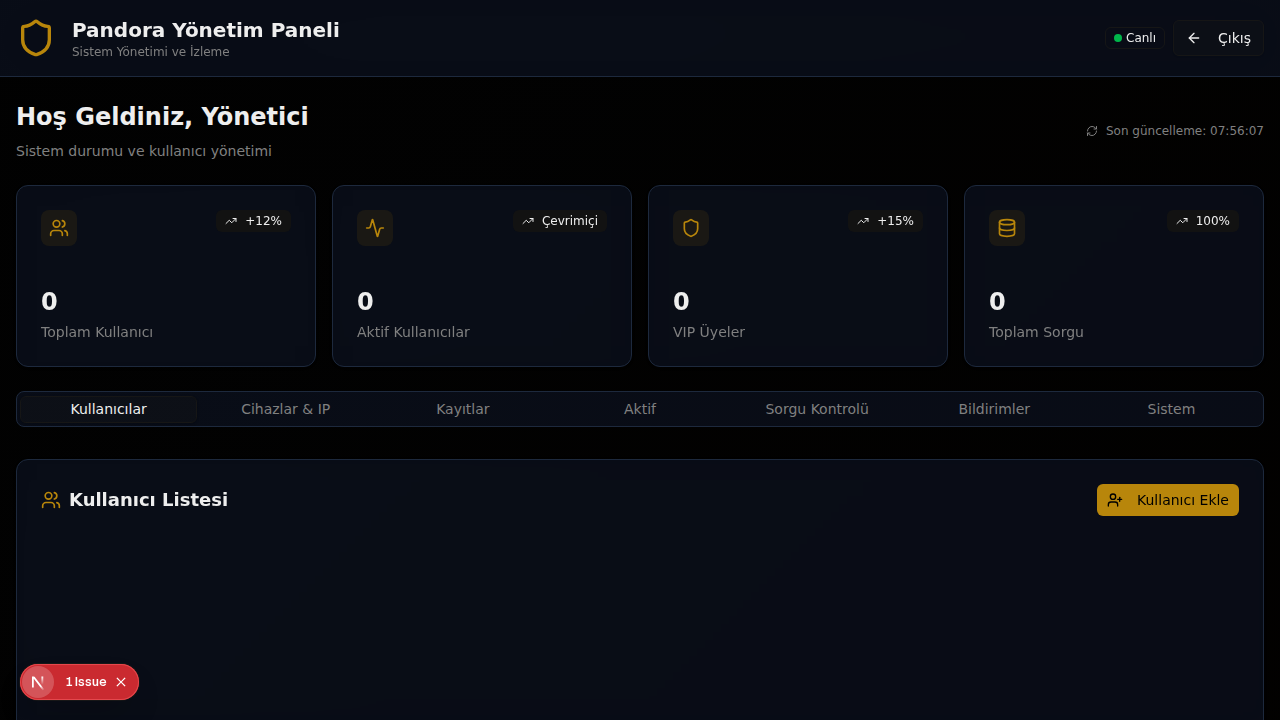 Pandora Yönetim Paneli
Sistem Yönetimi ve İzleme
Canlı
Çıkış
Hoş Geldiniz, Yönetici
Sistem durumu ve kullanıcı yönetimi
Son güncelleme: 07:56:07
+12%
0
Toplam Kullanıcı
Çevrimiçi
0
Aktif Kullanıcılar
+15%
0
VIP Üyeler
100%
0
Toplam Sorgu
Kullanıcılar
Cihazlar & IP
Kayıtlar
Aktif
Sorgu Kontrolü
Bildirimler
Sistem
Kullanıcı Listesi
Kullanıcı Ekle
N
1 Issue